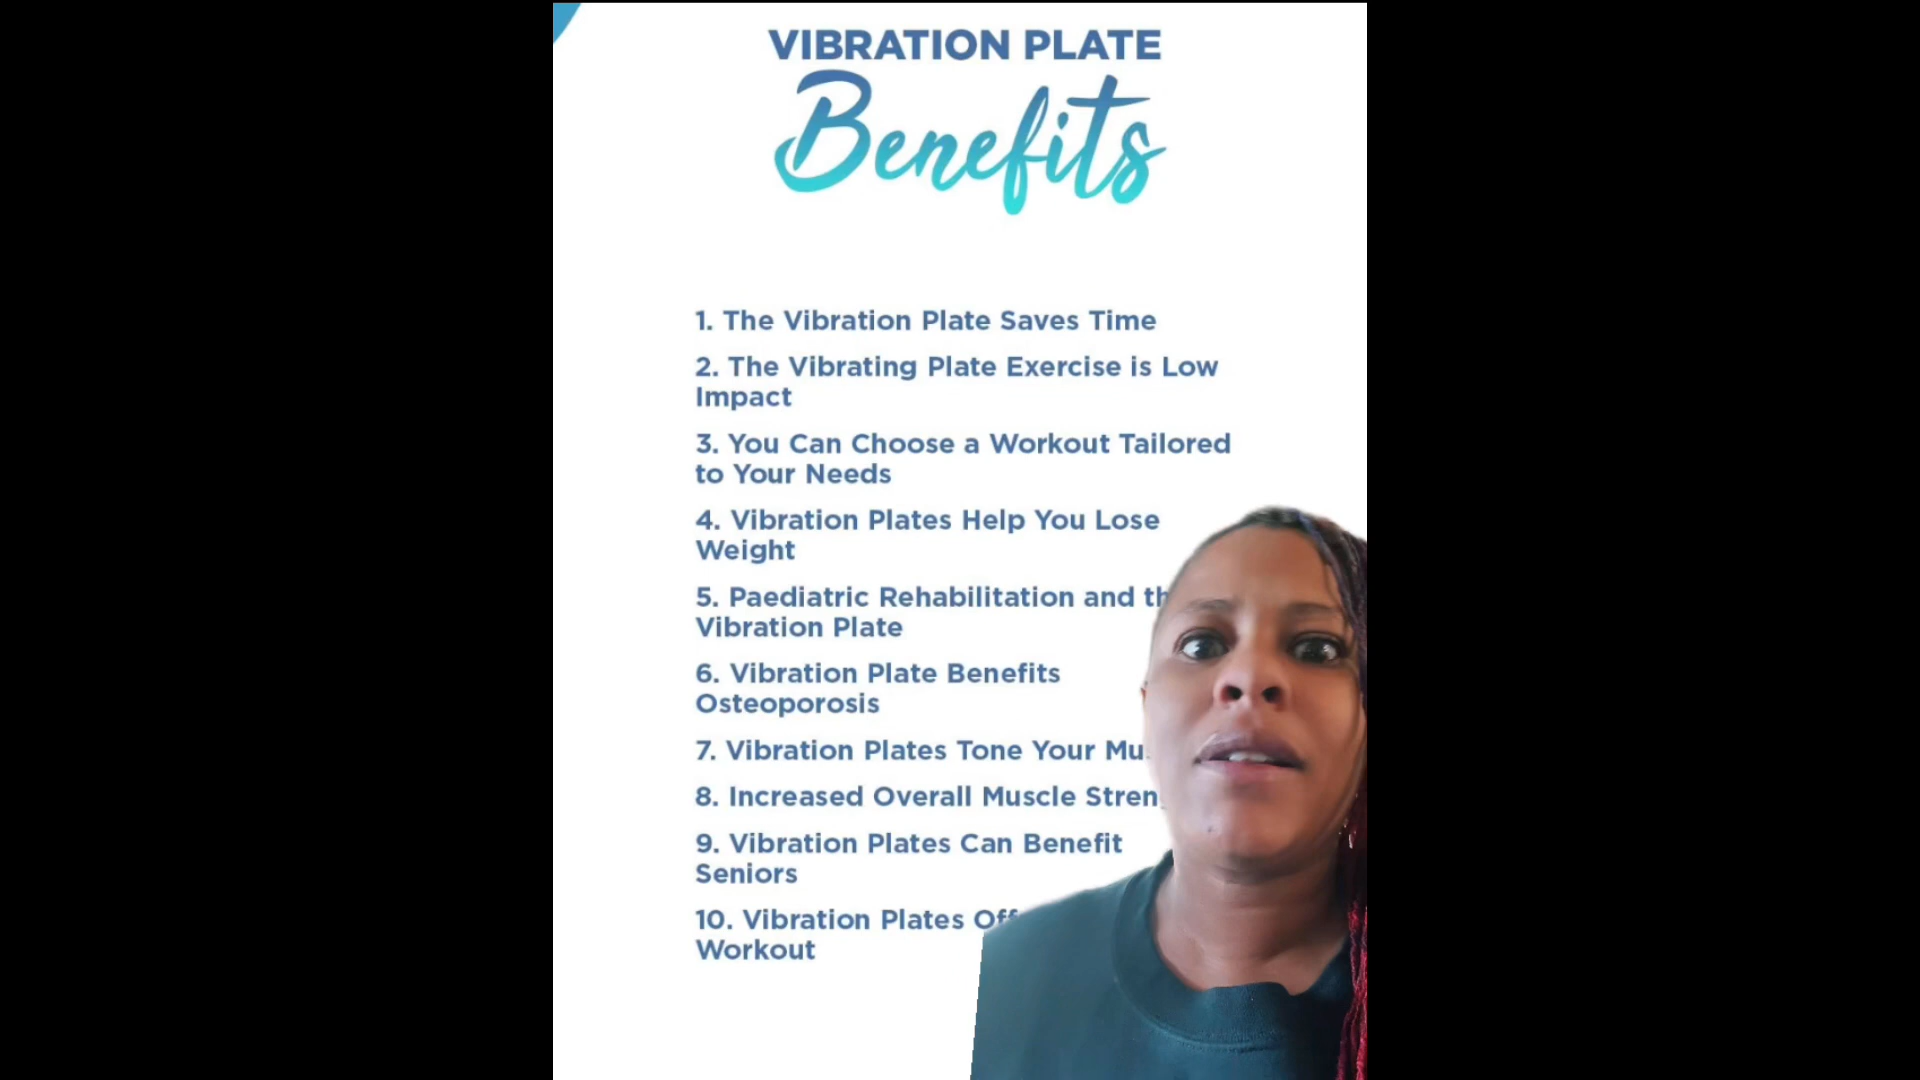 VIBRATION PLATE
Benefits
1. The Vibration Plate Saves Time
2. The Vibrating Plate Exercise is Low
Impact
3. You Can Choose a Workout Tailored
to Your Needs
4. Vibration Plates Help You Lose
Weight
5. Paediatric Rehabilitation and
Vibration Plate
6. Vibration Plate Benefits
Osteoporosis
7. Vibration Plates Tone Your
8. Increased Overall Muscle
9. Vibration Plates Can Benefit
Seniors
10. Vibration Plates
Workout